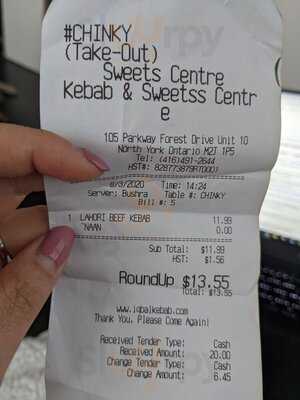 #CHINKY
(Take-Out)
Sweets Centre
Kebab & Sweetss Centr
e
105 Parkway Forest Drive Unit 10
North York Ontario M2T 1P5
Tel: (416)491-2644
HST#: 828773879RT0001
8/3/2020 Time: 14:24
Server: Bushra Table #: CHINKY
Bill #: 5
1 LAHORI BEEF KEBAB 11.99
*NAAN 0.00
Sub Total: $11.99
HST: $1.56
RoundUp $13.55
Total: $13.55
www.iqbalkebab.com
Thank You, Please Come Again!
Received Tender Type: Cash
Received Amount: 20.00
Change Tender Type: Cash
Change Amount: 6.45